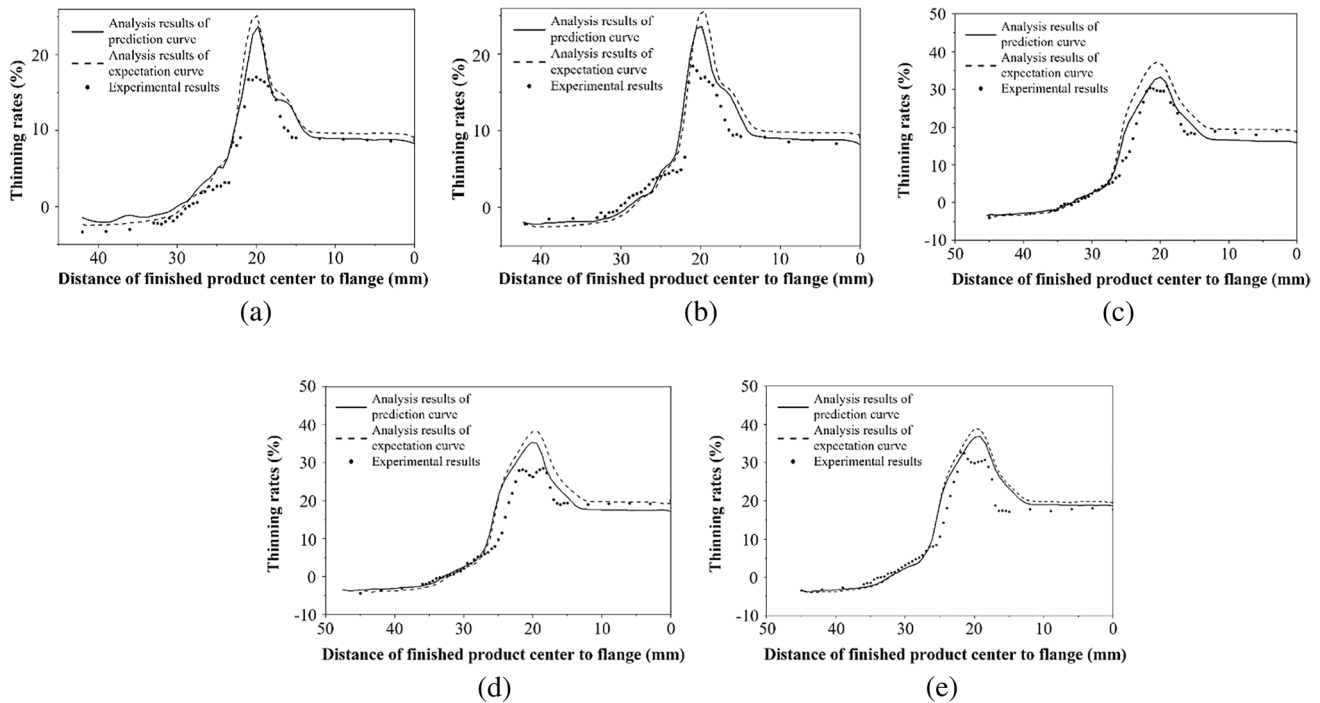 Analysis results of
prediction curve
Analysis results of
expectation curve
Experimental results
Thinning rates (%)
20
10
0
40 30 20 10 0
Distance of finished product center to flange (mm)
(a)
Analysis results of
prediction curve
Analysis results of
expectation curve
Experimental results
Thinning rates (%)
20
10
0
40 30 20 10 0
Distance of finished product center to flange (mm)
(b)
Analysis results of
prediction curve
Analysis results of
expectation curve
Experimental results
Thinning rates (%)
50
40
30
20
10
0
-10
50 40 30 20 10 0
Distance of finished product center to flange (mm)
(c)
Analysis results of
prediction curve
Analysis results of
expectation curve
Experimental results
Thinning rates (%)
50
40
30
20
10
0
-10
50 40 30 20 10 0
Distance of finished product center to flange (mm)
(d)
Analysis results of
prediction curve
Analysis results of
expectation curve
Experimental results
Thinning rates (%)
50
40
30
20
10
0
-10
50 40 30 20 10 0
Distance of finished product center to flange (mm)
(e)